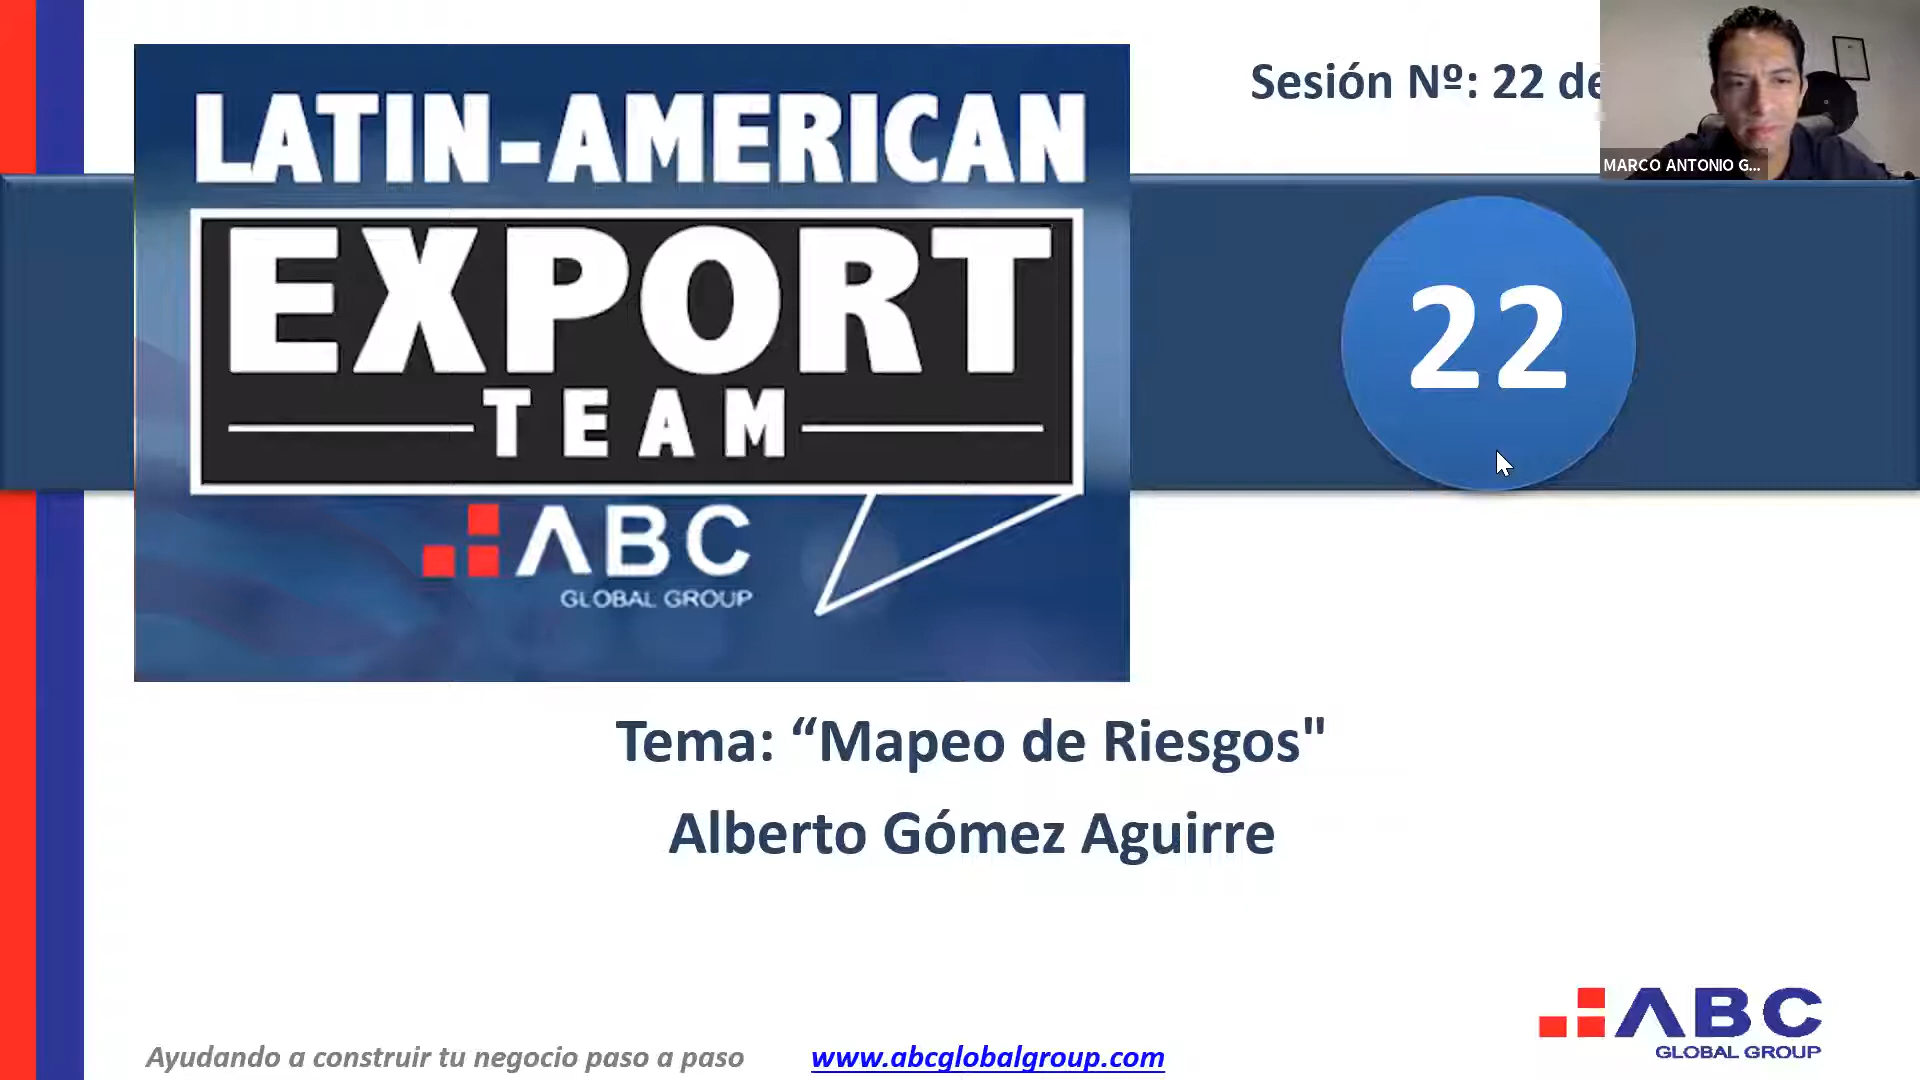 LATIN-AMERICAN
EXPORT
TEAM
ABC
GLOBAL GROUP
Sesión Nº: 22 de
MARCO ANTONIO G...
22
Tema: “Mapeo de Riesgos"
Alberto Gómez Aguirre
Ayudando a construir tu negocio paso a paso
www.abcglobalgroup.com
ABC
GLOBAL GROUP